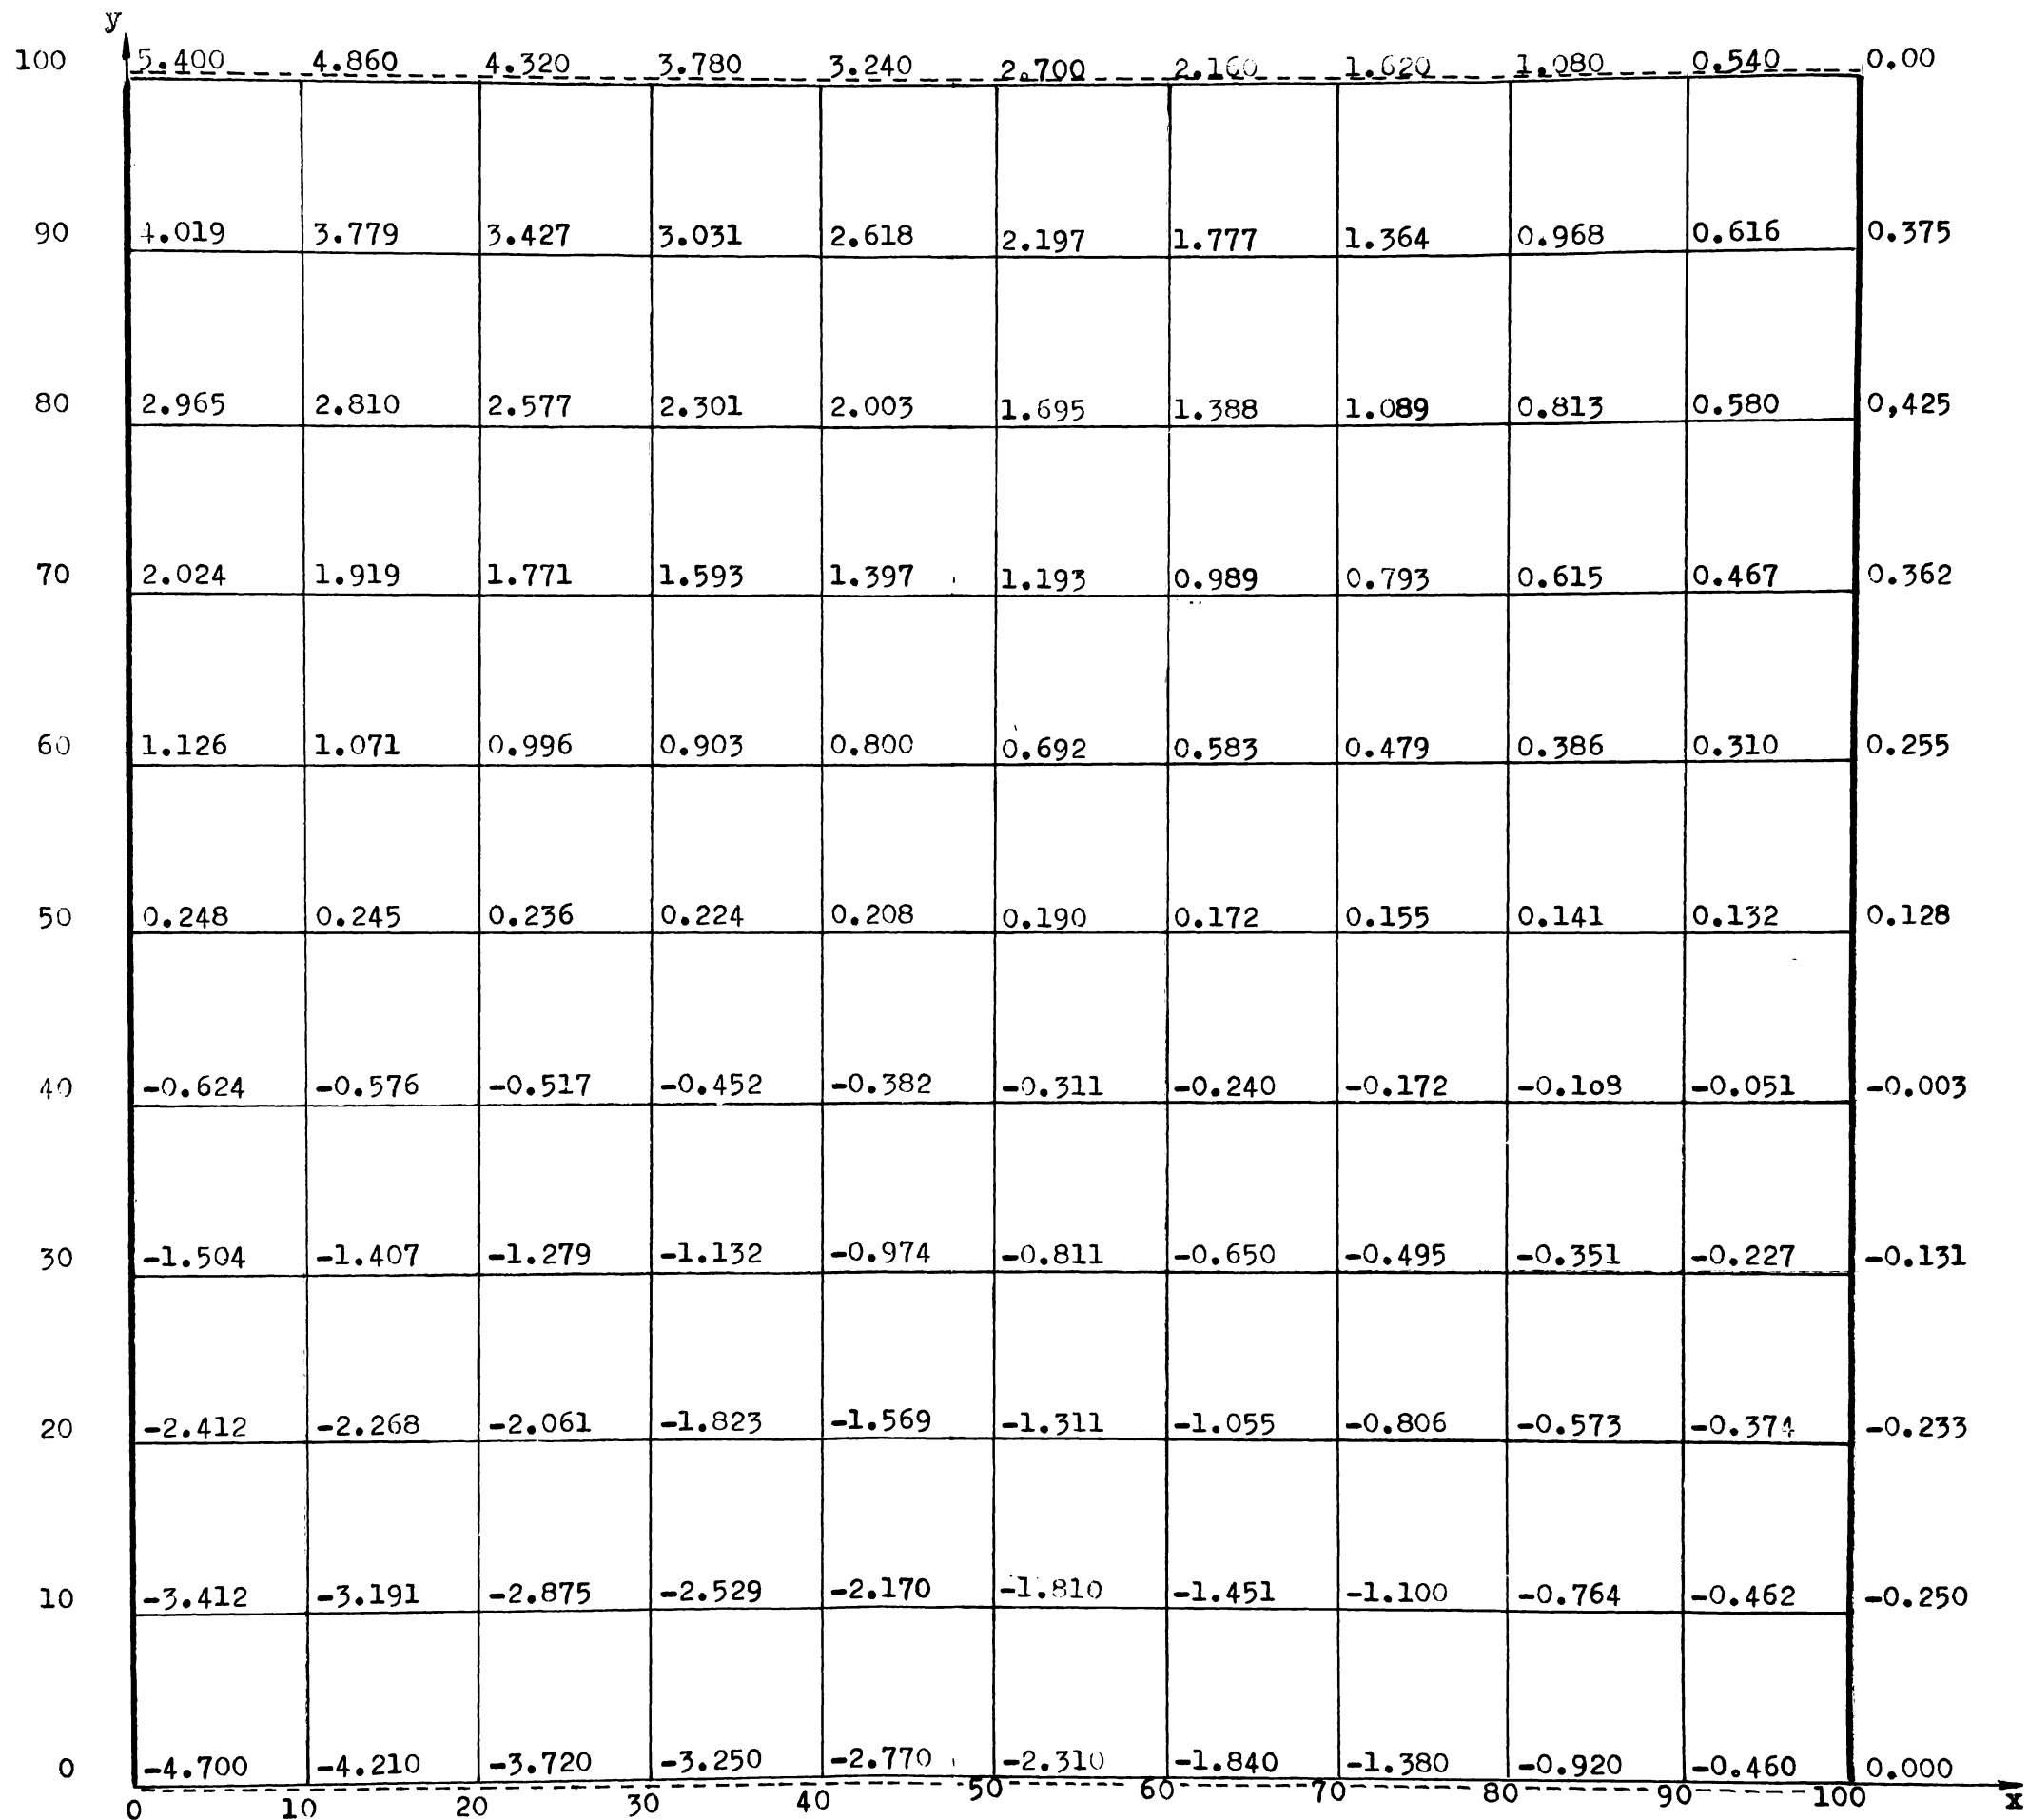 y
100 5.400 4.860 4.320 3.780 3.240 2.700 2.160 1.620 1.080 0.540 0.00
90 4.019 3.779 3.427 3.031 2.618 2.197 1.777 1.364 0.968 0.616 0.375
80 2.965 2.810 2.577 2.301 2.003 1.695 1.388 1.089 0.813 0.580 0,425
70 2.024 1.919 1.771 1.593 1.397 1.193 0.989 0.793 0.615 0.467 0.362
60 1.126 1.071 0.996 0.903 0.800 0.692 0.583 0.479 0.386 0.310 0.255
50 0.248 0.245 0.236 0.224 0.208 0.190 0.172 0.155 0.141 0.132 0.128
40 -0.624 -0.576 -0.517 -0.452 -0.382 -0.311 -0.240 -0.172 -0.108 -0.051 -0.003
30 -1.504 -1.407 -1.279 -1.132 -0.974 -0.811 -0.650 -0.495 -0.351 -0.227 -0.131
20 -2.412 -2.268 -2.061 -1.823 -1.569 -1.311 -1.055 -0.806 -0.573 -0.374 -0.233
10 -3.412 -3.191 -2.875 -2.529 -2.170 -1.810 -1.451 -1.100 -0.764 -0.462 -0.250
0 -4.700 -4.210 -3.720 -3.250 -2.770 -2.310 -1.840 -1.380 -0.920 -0.460 0.000
0 10 20 30 40 50 60 70 80 90 100 x